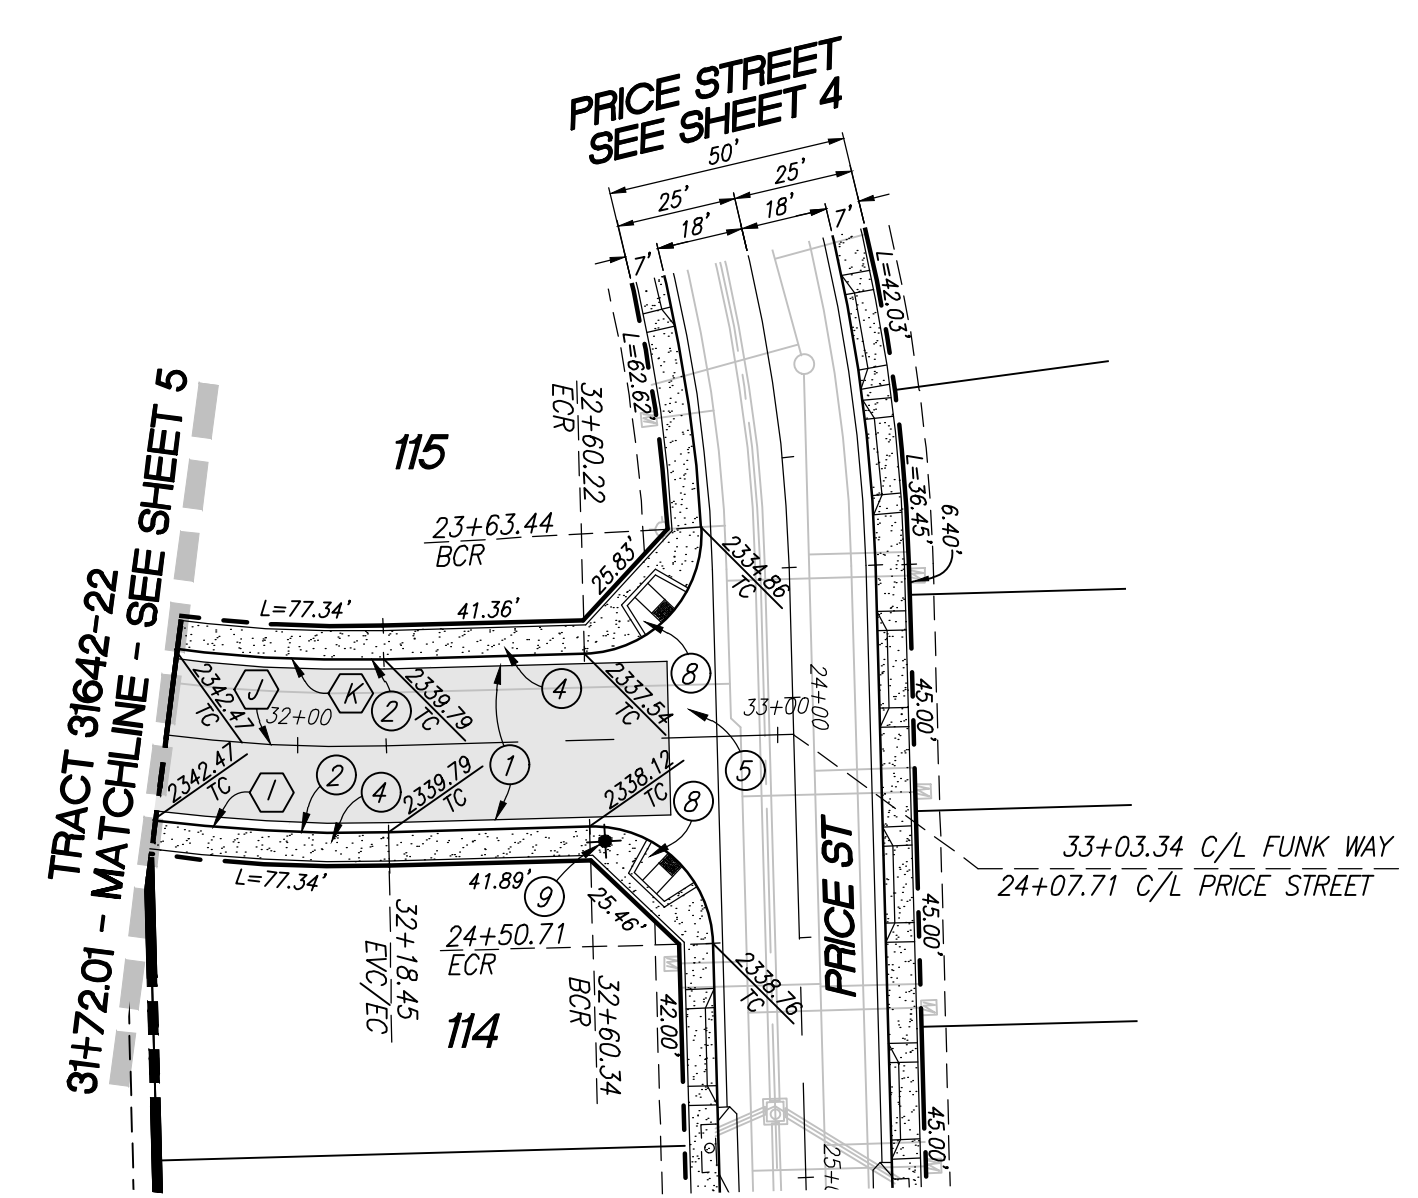 PRICE STREET
SEE SHEET 4
50'
25'
25'
18'
18'
7'
7'
L=42.03'
L=62.62'
32+60.22
ECR
115
23+63.44
BCR
25.83'
L=36.45'
6.40'
2334.86
TC
TRACT 31642-22
31+72.01 - MATCHLINE - SEE SHEET 5
L=77.34'
41.36'
2342.47
TC
J
K
2
2339.79
TC
4
2337.54
TC
8
32+00
33+00
24+00
45.00'
2342.47
TC
I
2
4
2339.79
TC
1
2338.12
TC
5
8
PRICE ST
33+03.34 C/L FUNK WAY
24+07.71 C/L PRICE STREET
L=77.34'
41.89'
9
25.46'
32+18.45
EVC/EC
24+50.71
ECR
32+60.34
BCR
114
2338.76
TC
42.00'
45.00'
45.00'